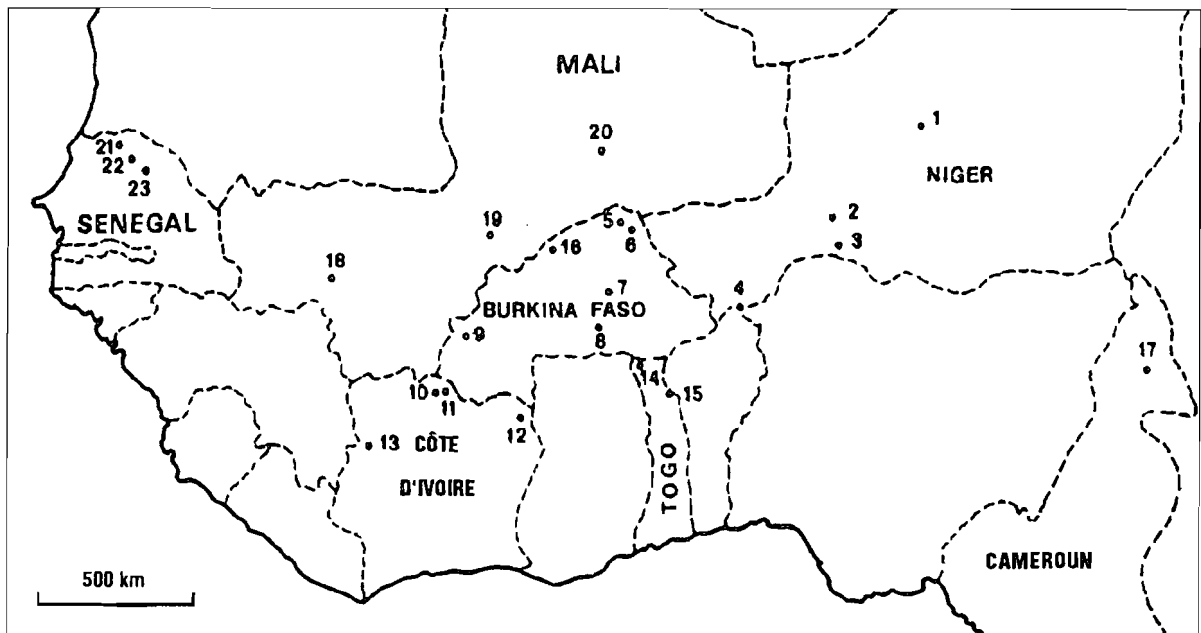 MALI
1
20
21
22
23
NIGER
SENEGAL
2
5
19
6
3
16
18
7
4
BURKINA FASO
8
9
17
14
15
10
11
12
13
CÔTE
D'IVOIRE
TOGO
CAMEROUN
500 km